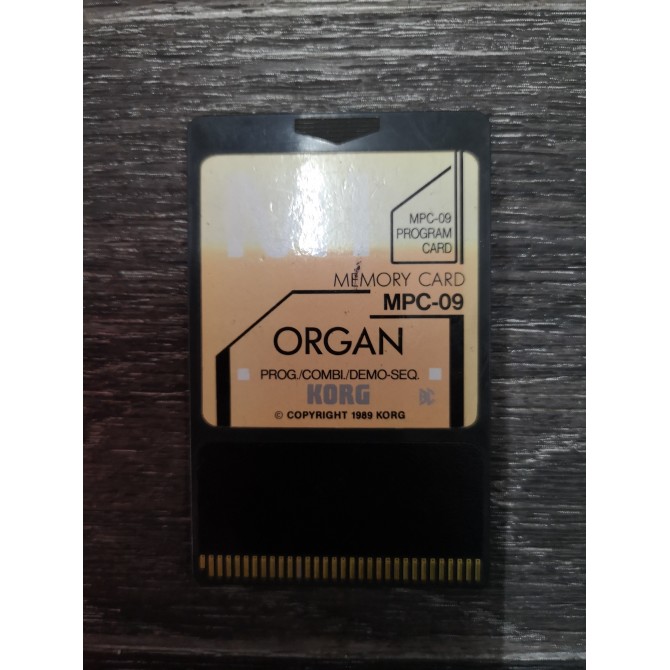 MPC-09
PROGRAM
CARD
MEMORY CARD
MPC-09
ORGAN
PROG./COMBI./DEMO-SEQ.
KORG
© COPYRIGHT 1989 KORG